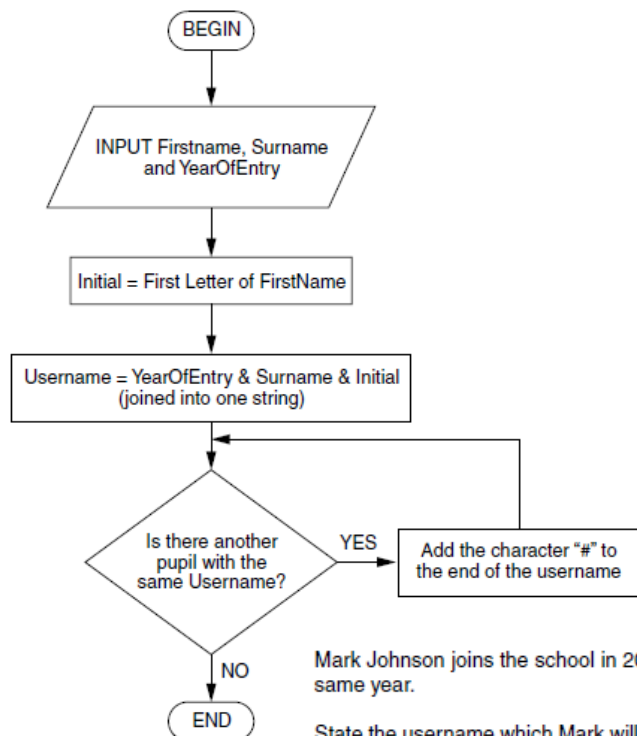 BEGIN
INPUT Firstname, Surname
and YearOfEntry
Initial = First Letter of FirstName
Username = YearOfEntry & Surname & Initial
(joined into one string)
Is there another
pupil with the
same Username?
YES
Add the character “#” to
the end of the username
NO
END
Mark Johnson joins the school in
same year.
State the username which Mark will